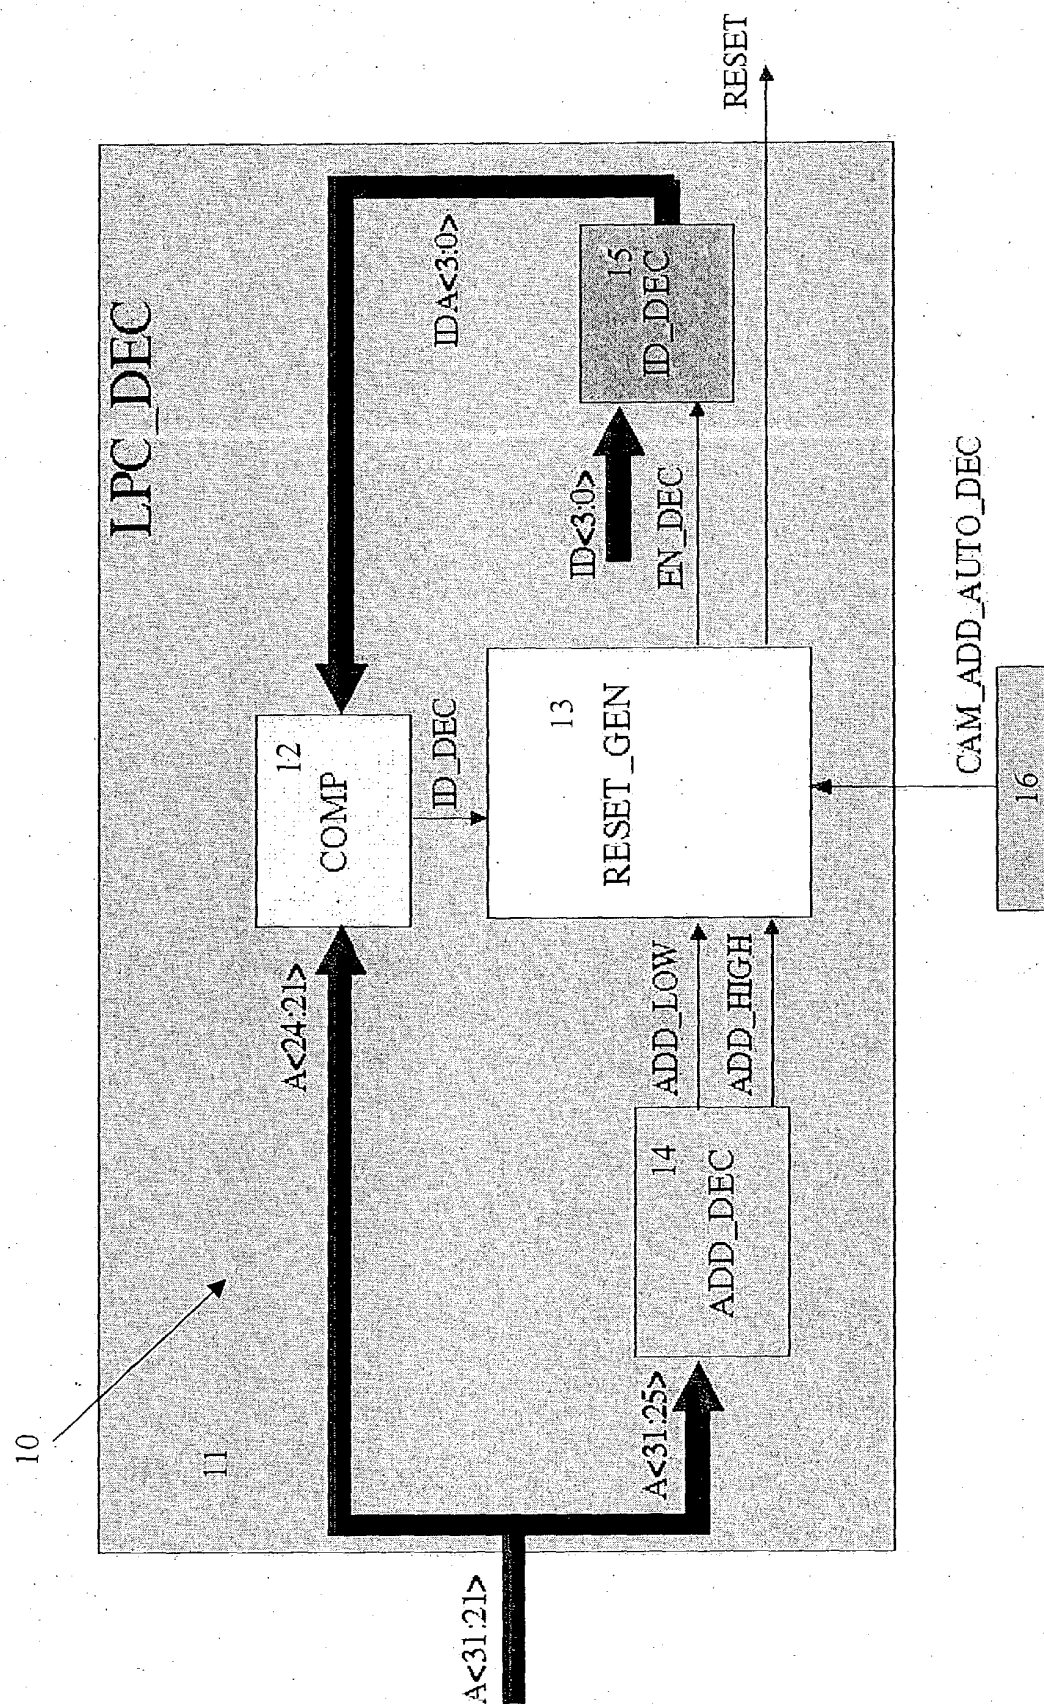 10
11
LPC_DEC
A<31:21>
A<24:21>
12
COMP
IDA<3:0>
ID_DEC
A<31:25>
14
ADD_DEC
ADD_LOW
ADD_HIGH
13
RESET_GEN
ID<3:0>
EN_DEC
15
ID_DEC
RESET
CAM_ADD_AUTO_DEC
16